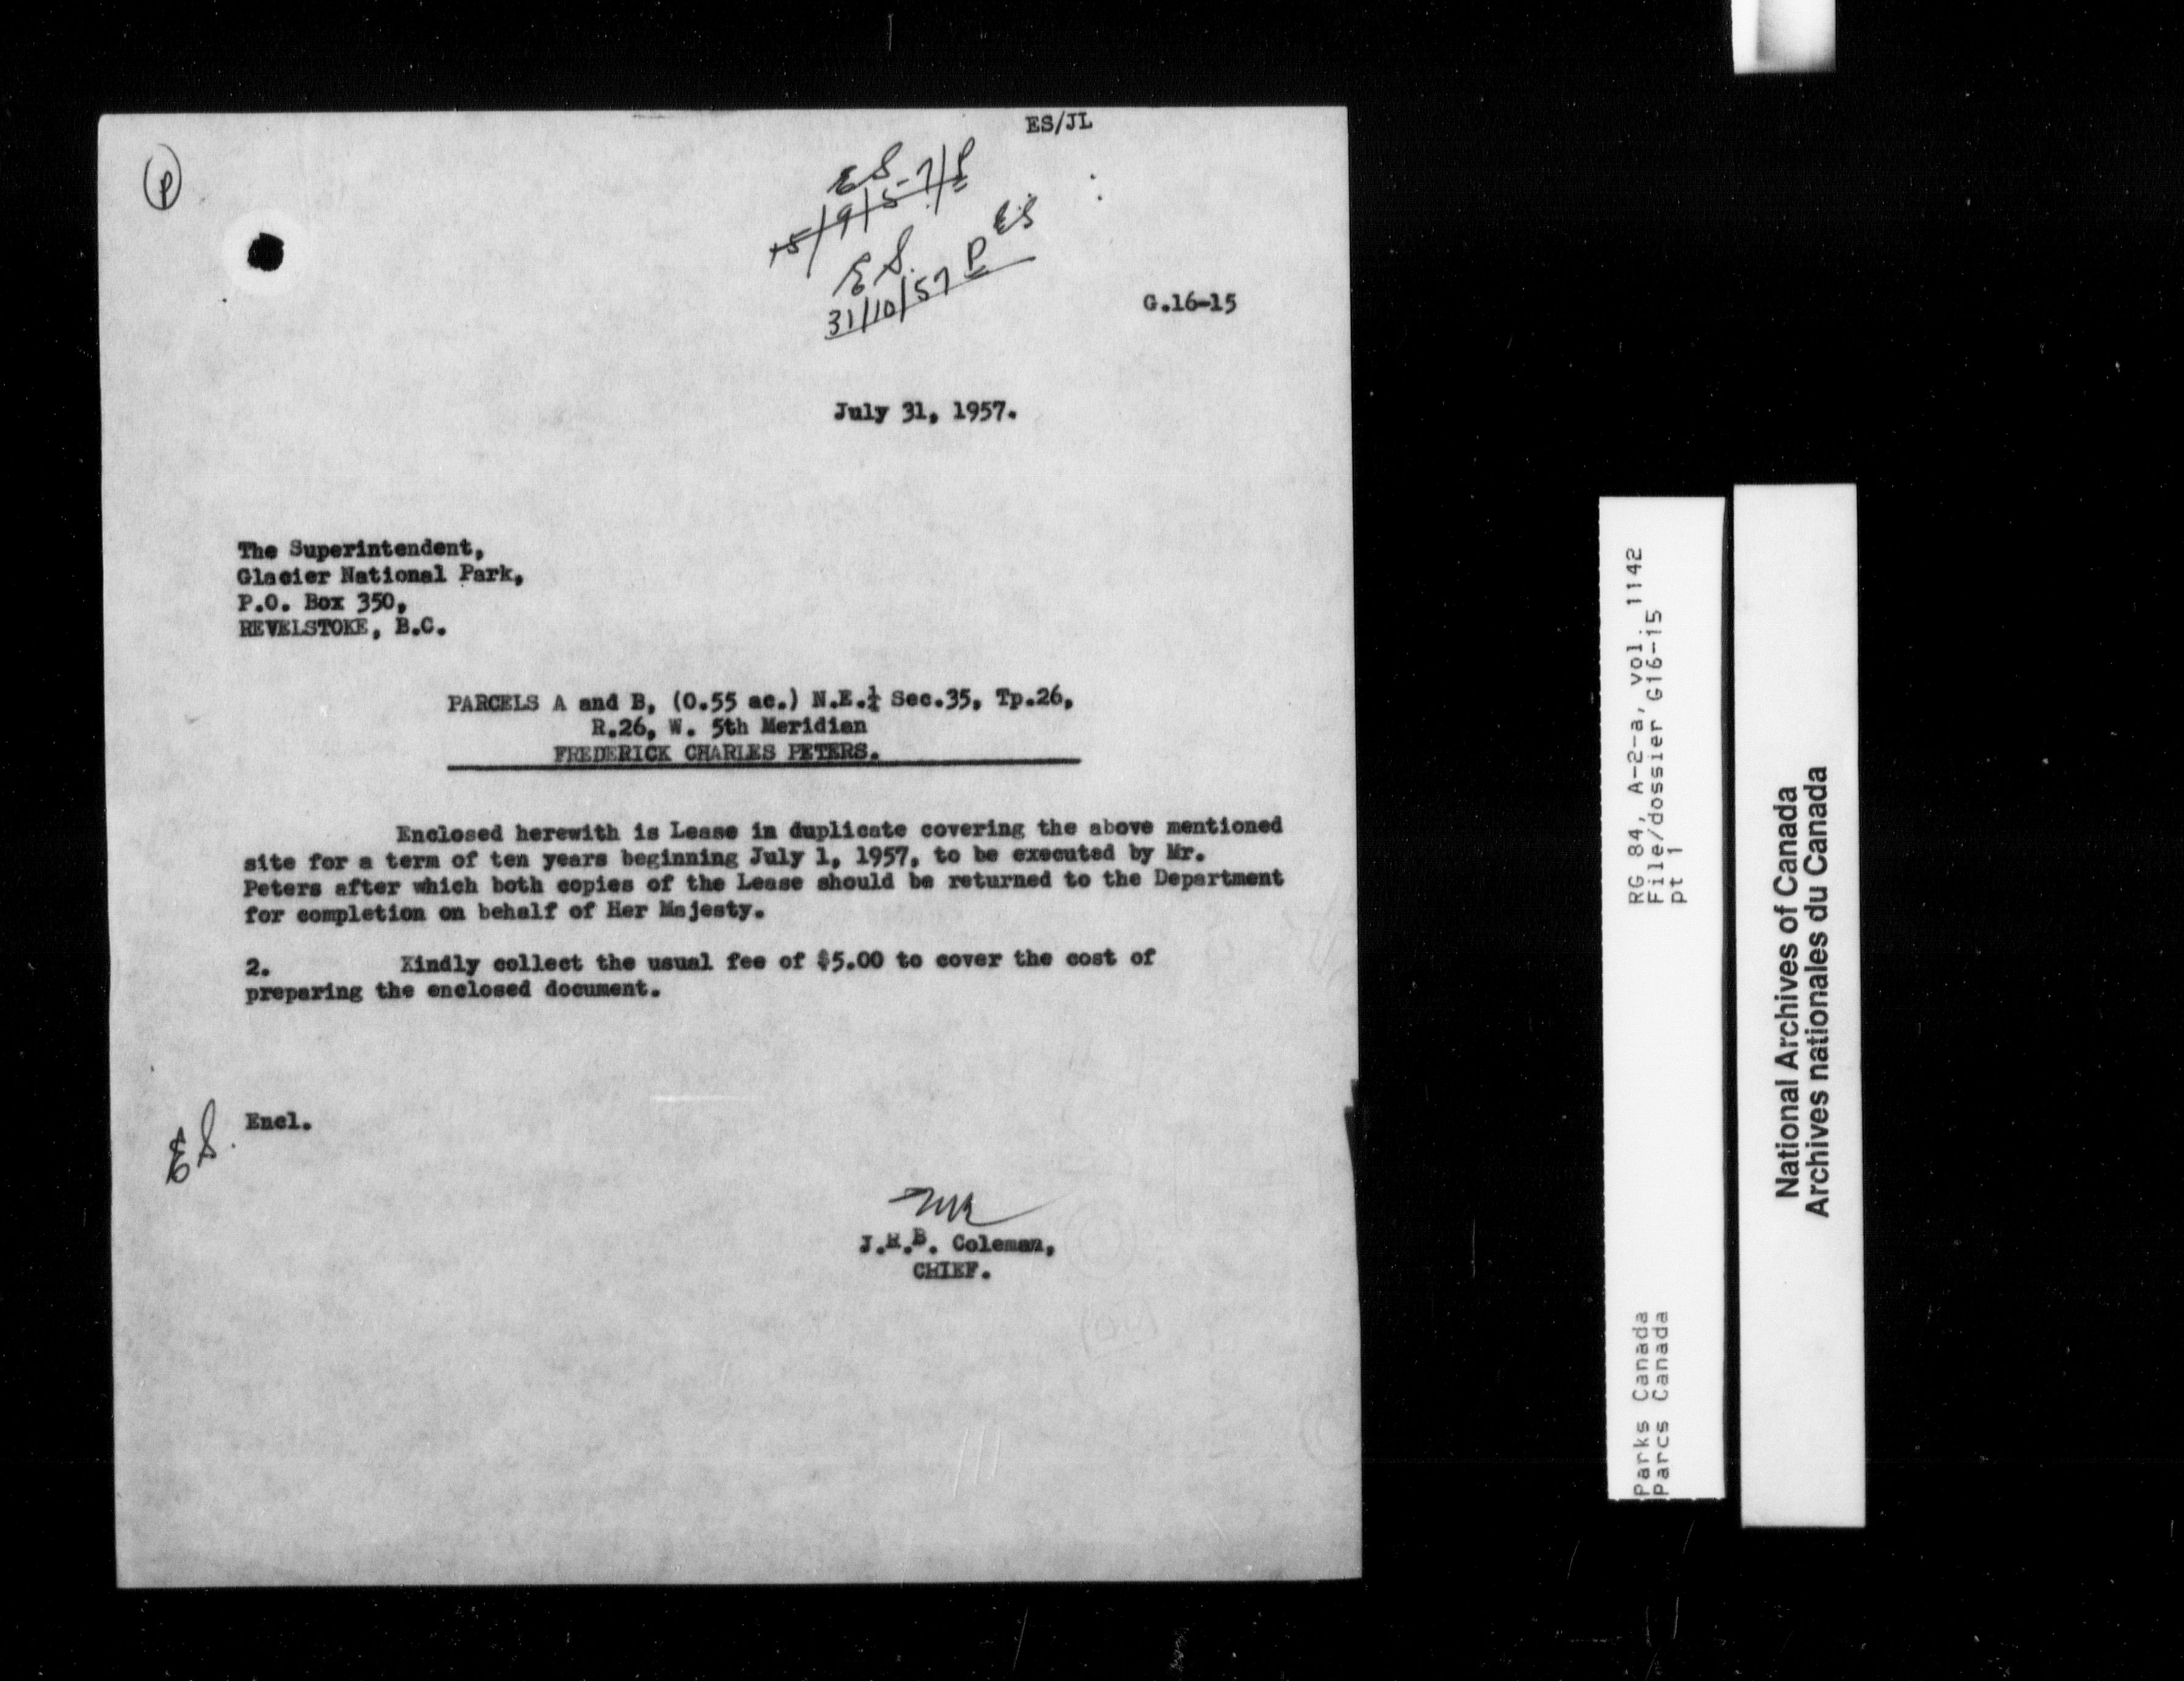 ES/JL
P
ES
15/9/57/P
ES
E.S.
31/10/57 P
G.16-15
July 31, 1957.
The Superintendent,
Glacier National Park,
P.O. Box 350,
REVELSTOKE, B.C.
PARCELS A and B, (0.55 ac.) N.E.¼ Sec.35, Tp.26,
R.26, W. 5th Meridian
FREDERICK CHARLES PETERS.
Enclosed herewith is Lease in duplicate covering the above mentioned
site for a term of ten years beginning July 1, 1957, to be executed by Mr.
Peters after which both copies of the Lease should be returned to the Department
for completion on behalf of Her Majesty.
2. Kindly collect the usual fee of $5.00 to cover the cost of
preparing the enclosed document.
Encl.
E.S.
J.R.B. Coleman,
CHIEF.
RG 84, A-2-a, vol. 1142
File/dossier G16-15
pt 1
Parks Canada
Parcs Canada
National Archives of Canada
Archives nationales du Canada